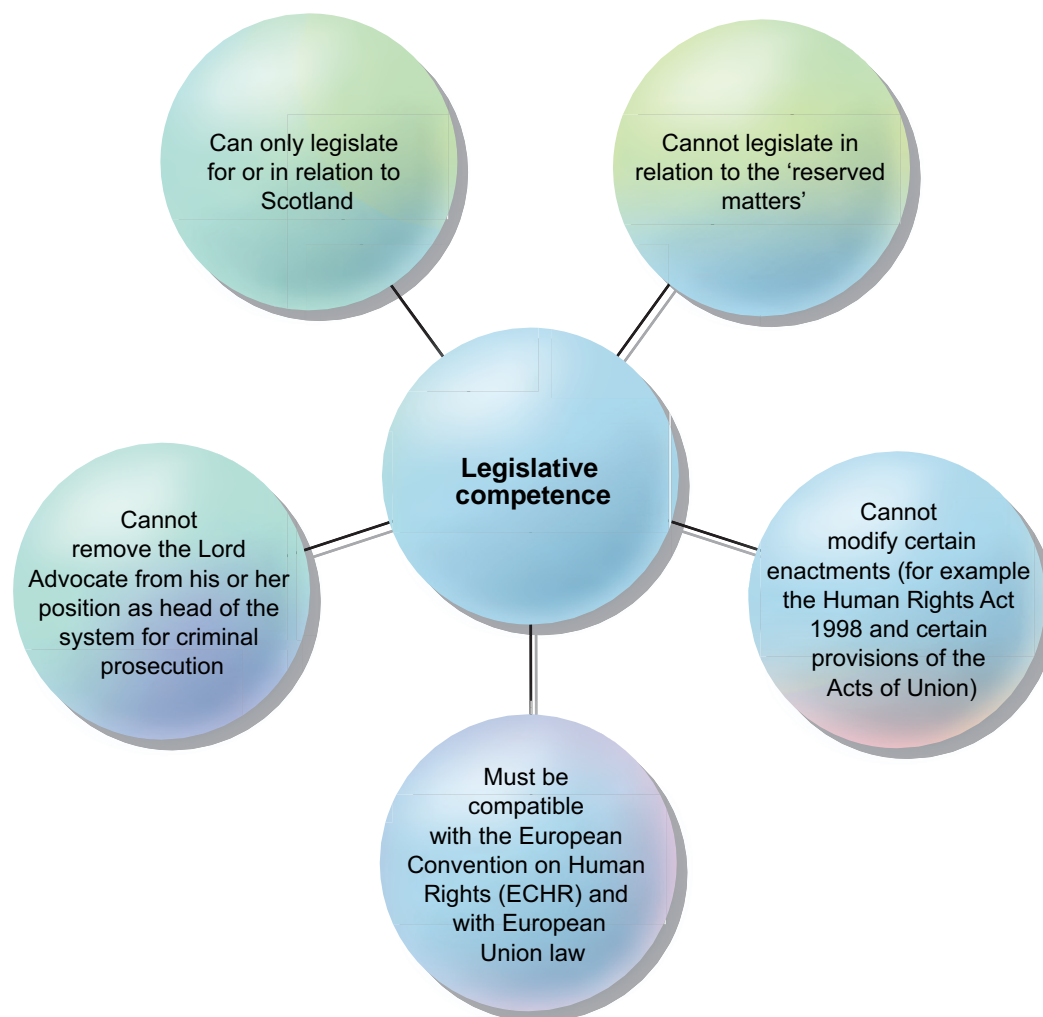 Can only legislate
for or in relation to
Scotland
Cannot legislate in
relation to the ‘reserved
matters’
Legislative
competence
Cannot
remove the Lord
Advocate from his or her
position as head of the
system for criminal
prosecution
Cannot
modify certain
enactments (for example
the Human Rights Act
1998 and certain
provisions of the
Acts of Union)
Must be
compatible
with the European
Convention on Human
Rights (ECHR) and
with European
Union law